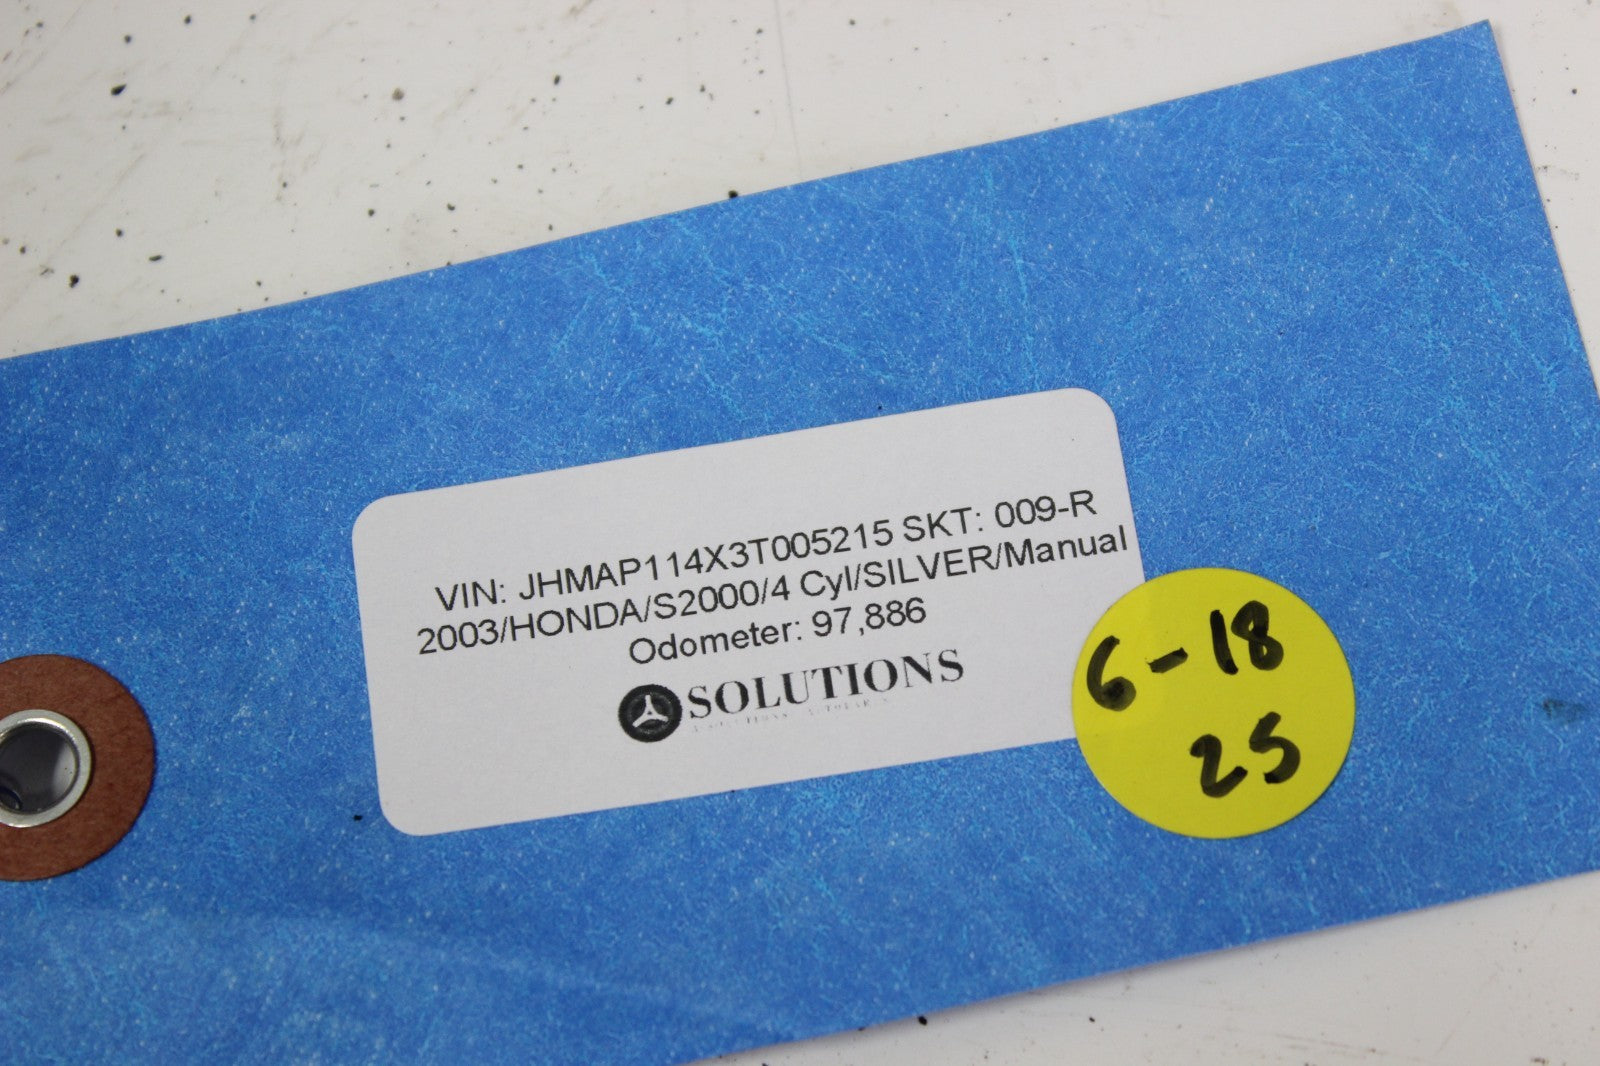 VIN: JHMAP114X3T005215 SKT: 009-R
2003/HONDA/S2000/4 Cyl/SILVER/Manual
Odometer: 97,886
SOLUTIONS
6-18
25